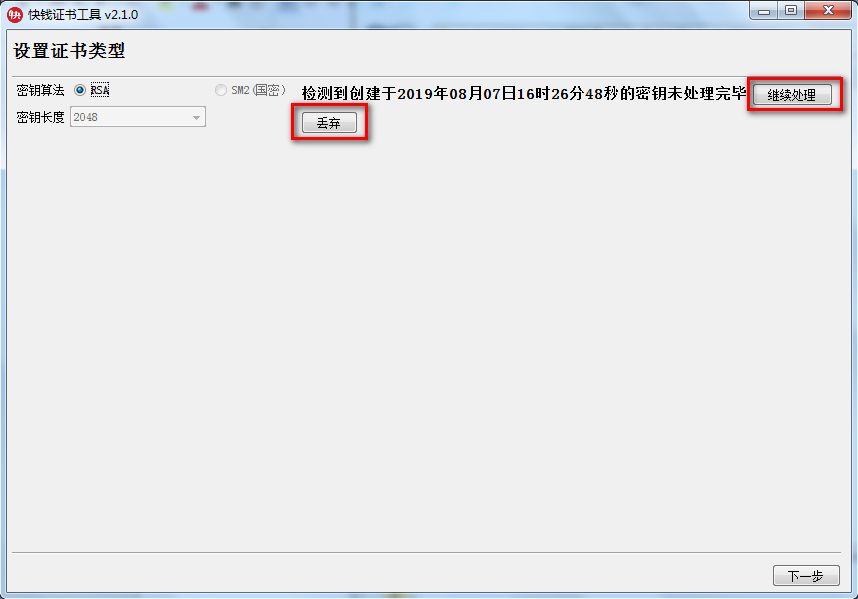 快 快钱证书工具 v2.1.0
设置证书类型
密钥算法 RSA SM2 (国密) 检测到创建于2019年08月07日16时26分48秒的密钥未处理完毕 继续处理
密钥长度 2048 丢弃
下一步